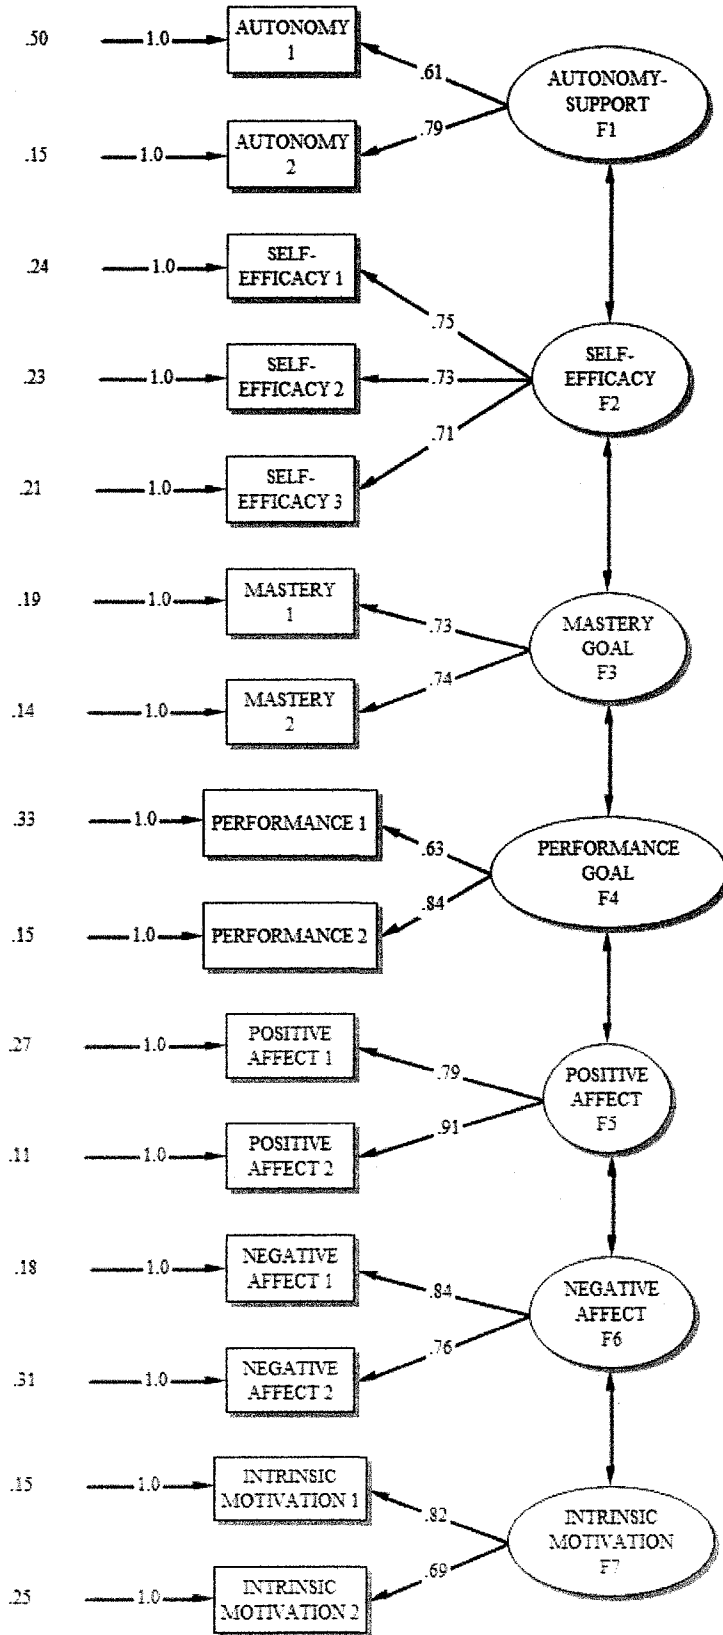 .50
1.0
AUTONOMY
1
.61
AUTONOMY-
SUPPORT
F1
.15
1.0
AUTONOMY
2
.79
.24
1.0
SELF-
EFFICACY 1
.75
.23
1.0
SELF-
EFFICACY 2
.73
SELF-
EFFICACY
F2
.21
1.0
SELF-
EFFICACY 3
.71
.19
1.0
MASTERY
1
.73
MASTERY
GOAL
F3
.14
1.0
MASTERY
2
.74
.33
1.0
PERFORMANCE 1
.63
PERFORMANCE
GOAL
F4
.15
1.0
PERFORMANCE 2
.84
.27
1.0
POSITIVE
AFFECT 1
.79
POSITIVE
AFFECT
F5
.11
1.0
POSITIVE
AFFECT 2
.91
.18
1.0
NEGATIVE
AFFECT 1
.84
NEGATIVE
AFFECT
F6
.31
1.0
NEGATIVE
AFFECT 2
.76
.15
1.0
INTRINSIC
MOTIVATION 1
.82
INTRINSIC
MOTIVATION
F7
.25
1.0
INTRINSIC
MOTIVATION 2
.69